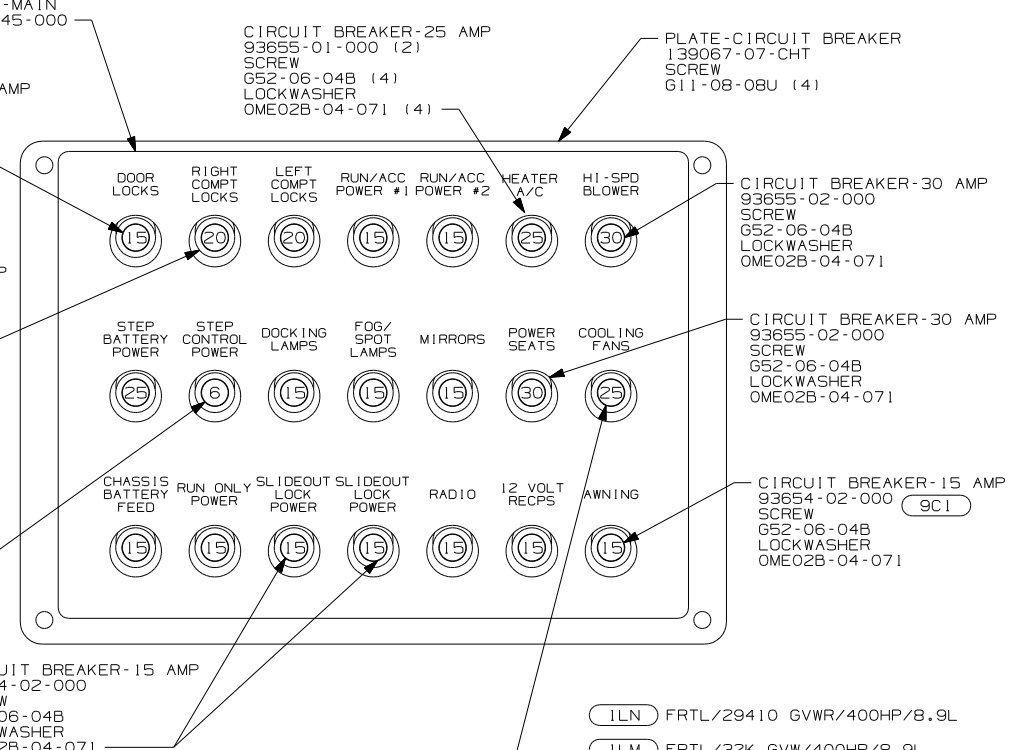 -MAIN
45-000
AMP
CIRCUIT BREAKER-25 AMP
93655-01-000 (2)
SCREW
G52-06-04B (4)
LOCKWASHER
OME02B-04-071 (4)
PLATE-CIRCUIT BREAKER
139067-07-CHT
SCREW
G11-08-08U (4)
DOOR
LOCKS
RIGHT
COMPT
LOCKS
LEFT
COMPT
LOCKS
RUN/ACC
POWER #1
RUN/ACC
POWER #2
HEATER
A/C
HI-SPD
BLOWER
15
20
20
15
15
25
30
CIRCUIT BREAKER-30 AMP
93655-02-000
SCREW
G52-06-04B
LOCKWASHER
OME02B-04-071
STEP
BATTERY
POWER
STEP
CONTROL
POWER
DOCKING
LAMPS
FOG/
SPOT
LAMPS
MIRRORS
POWER
SEATS
COOLING
FANS
25
6
15
15
15
30
25
CIRCUIT BREAKER-30 AMP
93655-02-000
SCREW
G52-06-04B
LOCKWASHER
OME02B-04-071
CHASSIS
BATTERY
FEED
RUN ONLY
POWER
SLIDEOUT
LOCK
POWER
SLIDEOUT
LOCK
POWER
RADIO
12 VOLT
RECPS
AWNING
15
15
15
15
15
15
15
CIRCUIT BREAKER-15 AMP
93654-02-000
9C1
SCREW
G52-06-04B
LOCKWASHER
OME02B-04-071
UIT BREAKER-15 AMP
4-02-000
W
06-04B
WASHER
2B-04-071
1LN FRTL/29410 GVWR/400HP/8.9L
1LM FRTL/32K GVW/400HP/8.9L